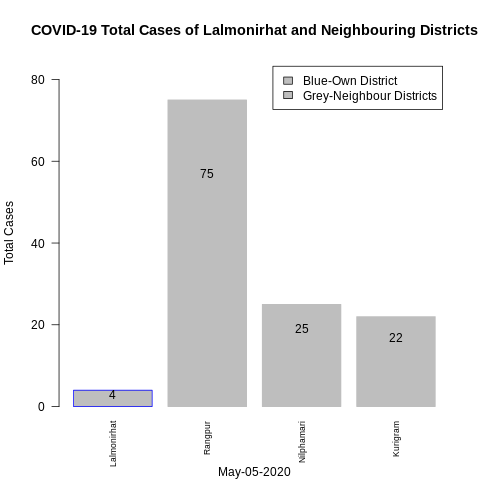 COVID-19 Total Cases of Lalmonirhat and Neighbouring Districts
Blue-Own District
Grey-Neighbour Districts
Total Cases
80
60
40
20
0
4
75
25
22
Lalmonirhat
Rangpur
Nilphamari
Kurigram
May-05-2020